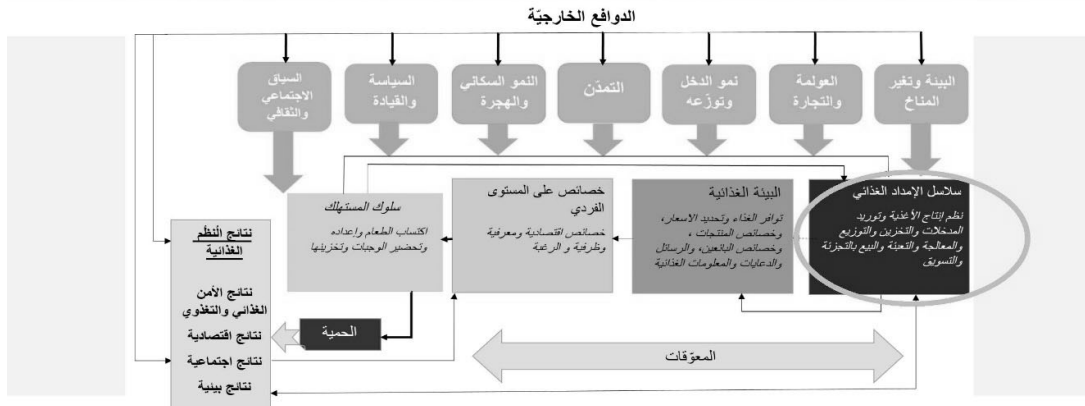 الدوافع الخارجيّة
البيئة وتغير
المناخ
العولمة
والتجارة
نمو الدخل
وتوزّعه
التمدّن
النمو السكاني
والهجرة
السياسة
والقيادة
السياق
الاجتماعي
والثقافي
سلاسل الإمداد الغذائي
نظم إنتاج الأغذية وتوريد
المدخلات والتخزين والتوزيع
والمعالجة والتعبئة والبيع بالتجزئة
والتسويق
البيئة الغذائية
توافر الغذاء وتحديد الاسعار،
وخصائص المنتجات ،
وخصائص البائعين، والرسائل
والدعايات والمعلومات الغذائية
خصائص على المستوى
الفردي
خصائص اقتصادية ومعرفية
وظرفية و الرغبة
سلوك المستهلك
اكتساب الطعام وإعداده
وتحضير الوجبات وتخزينها
نتائج النظم
الغذائية
نتائج الأمن
الغذائي والتغذوي
نتائج اقتصادية
نتائج اجتماعية
نتائج بيئية
الحمية
المعوّقات